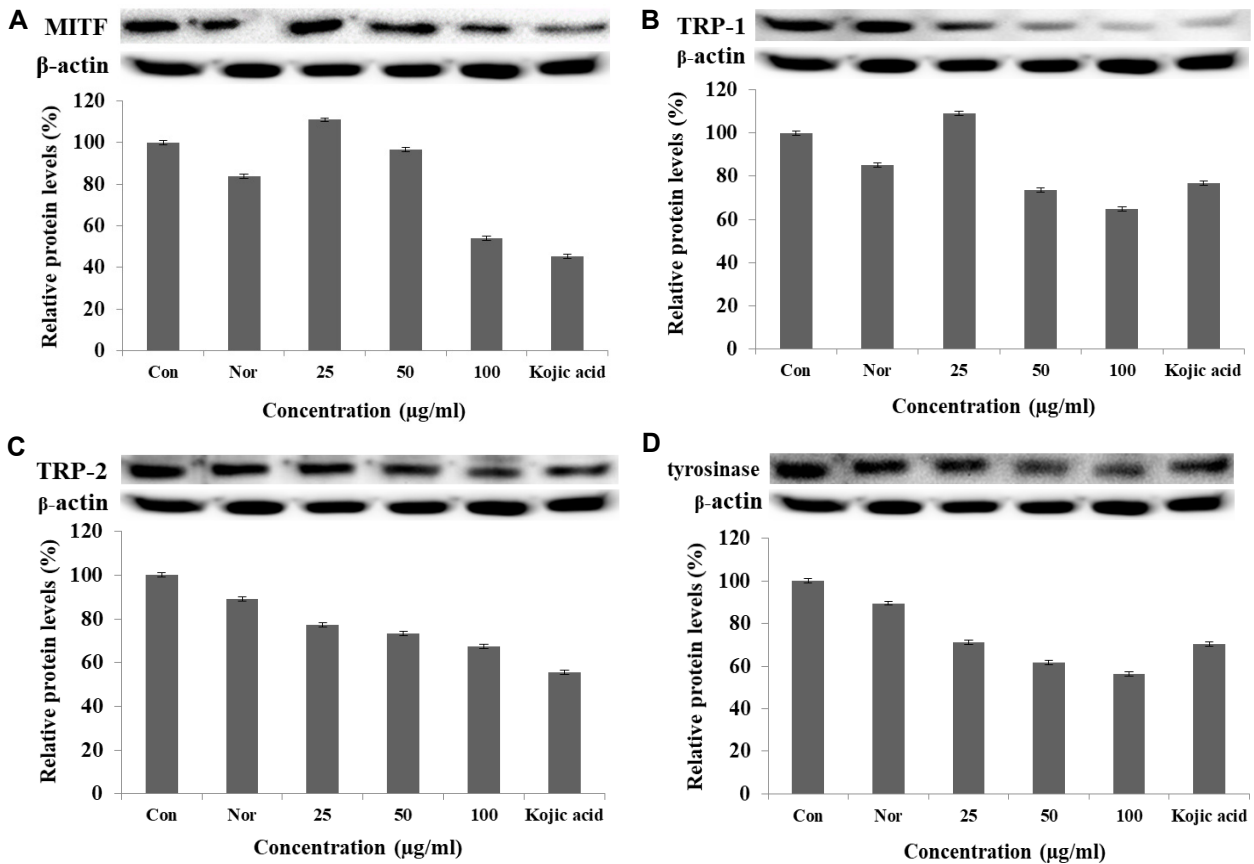 A
MITF
β-actin
Relative protein levels (%)
120
100
80
60
40
20
0
Con Nor 25 50 100 Kojic acid
Concentration (µg/ml)
B
TRP-1
β-actin
Relative protein levels (%)
120
100
80
60
40
20
0
Con Nor 25 50 100 Kojic acid
Concentration (µg/ml)
C
TRP-2
β-actin
Relative protein levels (%)
120
100
80
60
40
20
0
Con Nor 25 50 100 Kojic acid
Concentration (µg/ml)
D
tyrosinase
β-actin
Relative protein levels (%)
120
100
80
60
40
20
0
Con Nor 25 50 100 Kojic acid
Concentration (µg/ml)